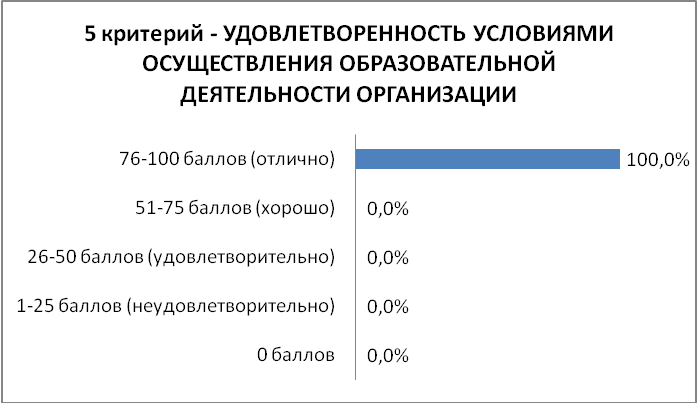 5 критерий - УДОВЛЕТВОРЕННОСТЬ УСЛОВИЯМИ
ОСУЩЕСТВЛЕНИЯ ОБРАЗОВАТЕЛЬНОЙ
ДЕЯТЕЛЬНОСТИ ОРГАНИЗАЦИИ
76-100 баллов (отлично) 100,0%
51-75 баллов (хорошо) 0,0%
26-50 баллов (удовлетворительно) 0,0%
1-25 баллов (неудовлетворительно) 0,0%
0 баллов 0,0%